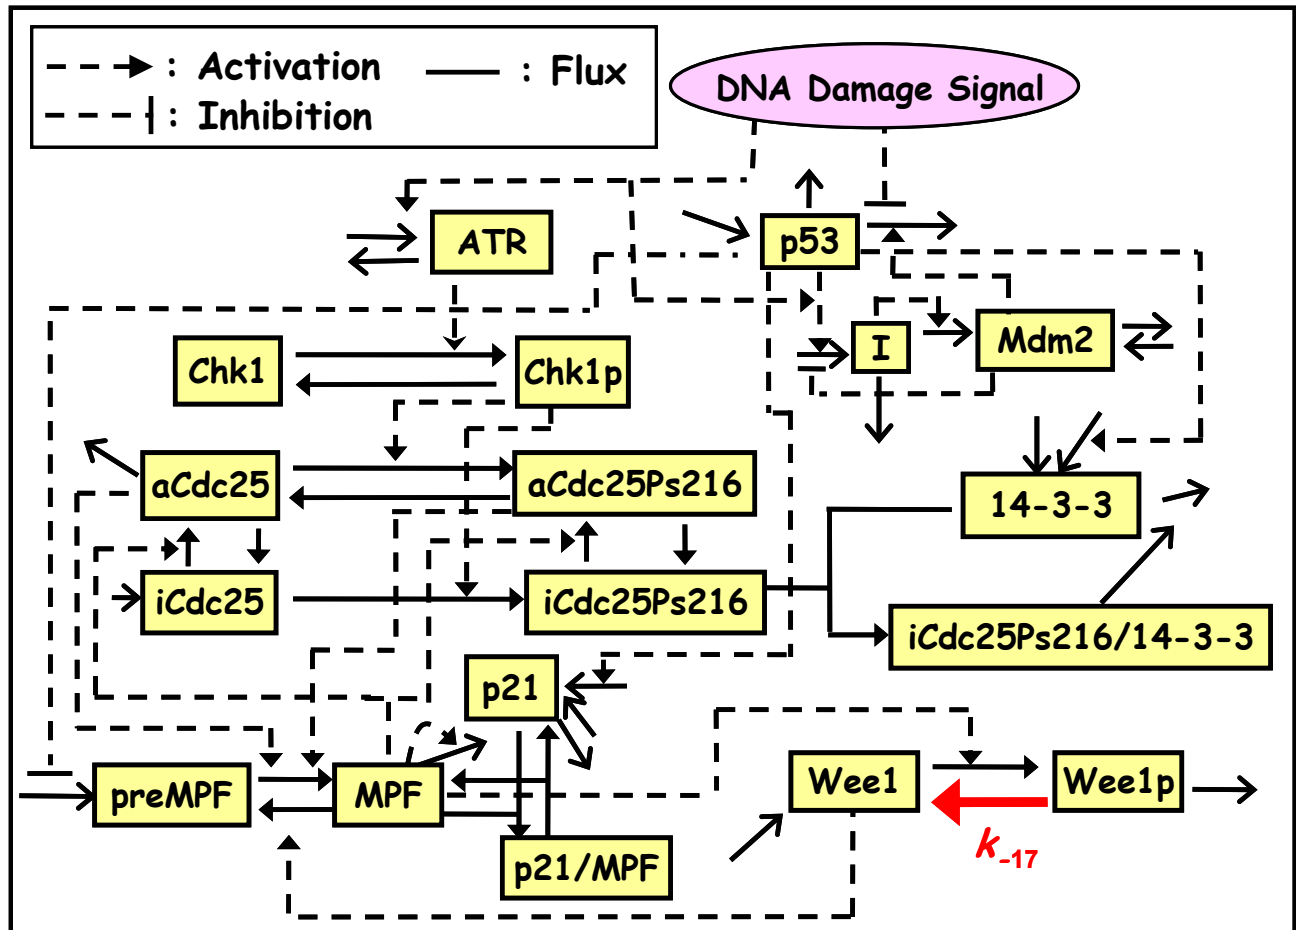 : Activation
: Flux
: Inhibition
DNA Damage Signal
ATR
p53
Chk1
Chk1p
I
Mdm2
aCdc25
aCdc25Ps216
14-3-3
iCdc25
iCdc25Ps216
iCdc25Ps216/14-3-3
p21
preMPF
MPF
Wee1
Wee1p
k-17
p21/MPF